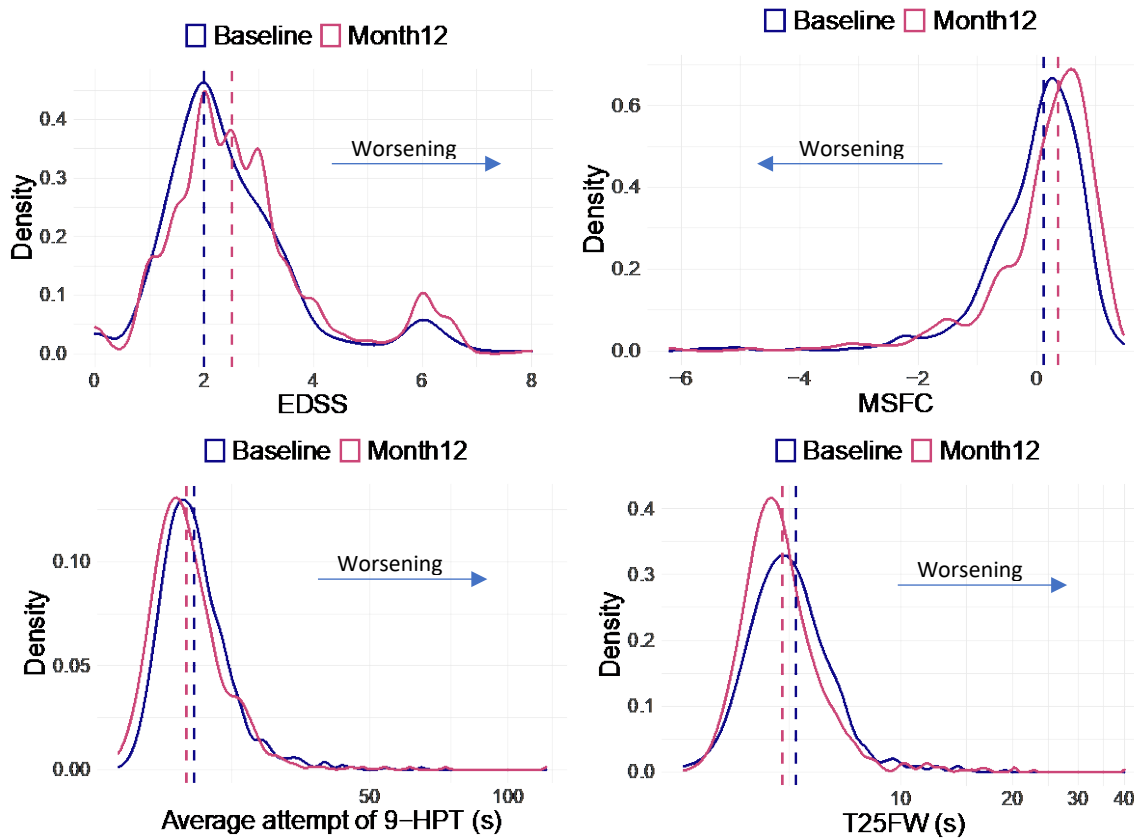 Baseline Month12
Density
0.4
0.3
0.2
0.1
0.0
Worsening
0 2 4 6 8
EDSS
Baseline Month12
Density
0.6
0.4
0.2
0.0
Worsening
−6 −4 −2 0
MSFC
Baseline Month12
Density
0.10
0.05
0.00
Worsening
50 100
Average attempt of 9−HPT (s)
Baseline Month12
Density
0.4
0.3
0.2
0.1
0.0
Worsening
10 20 30 40
T25FW (s)